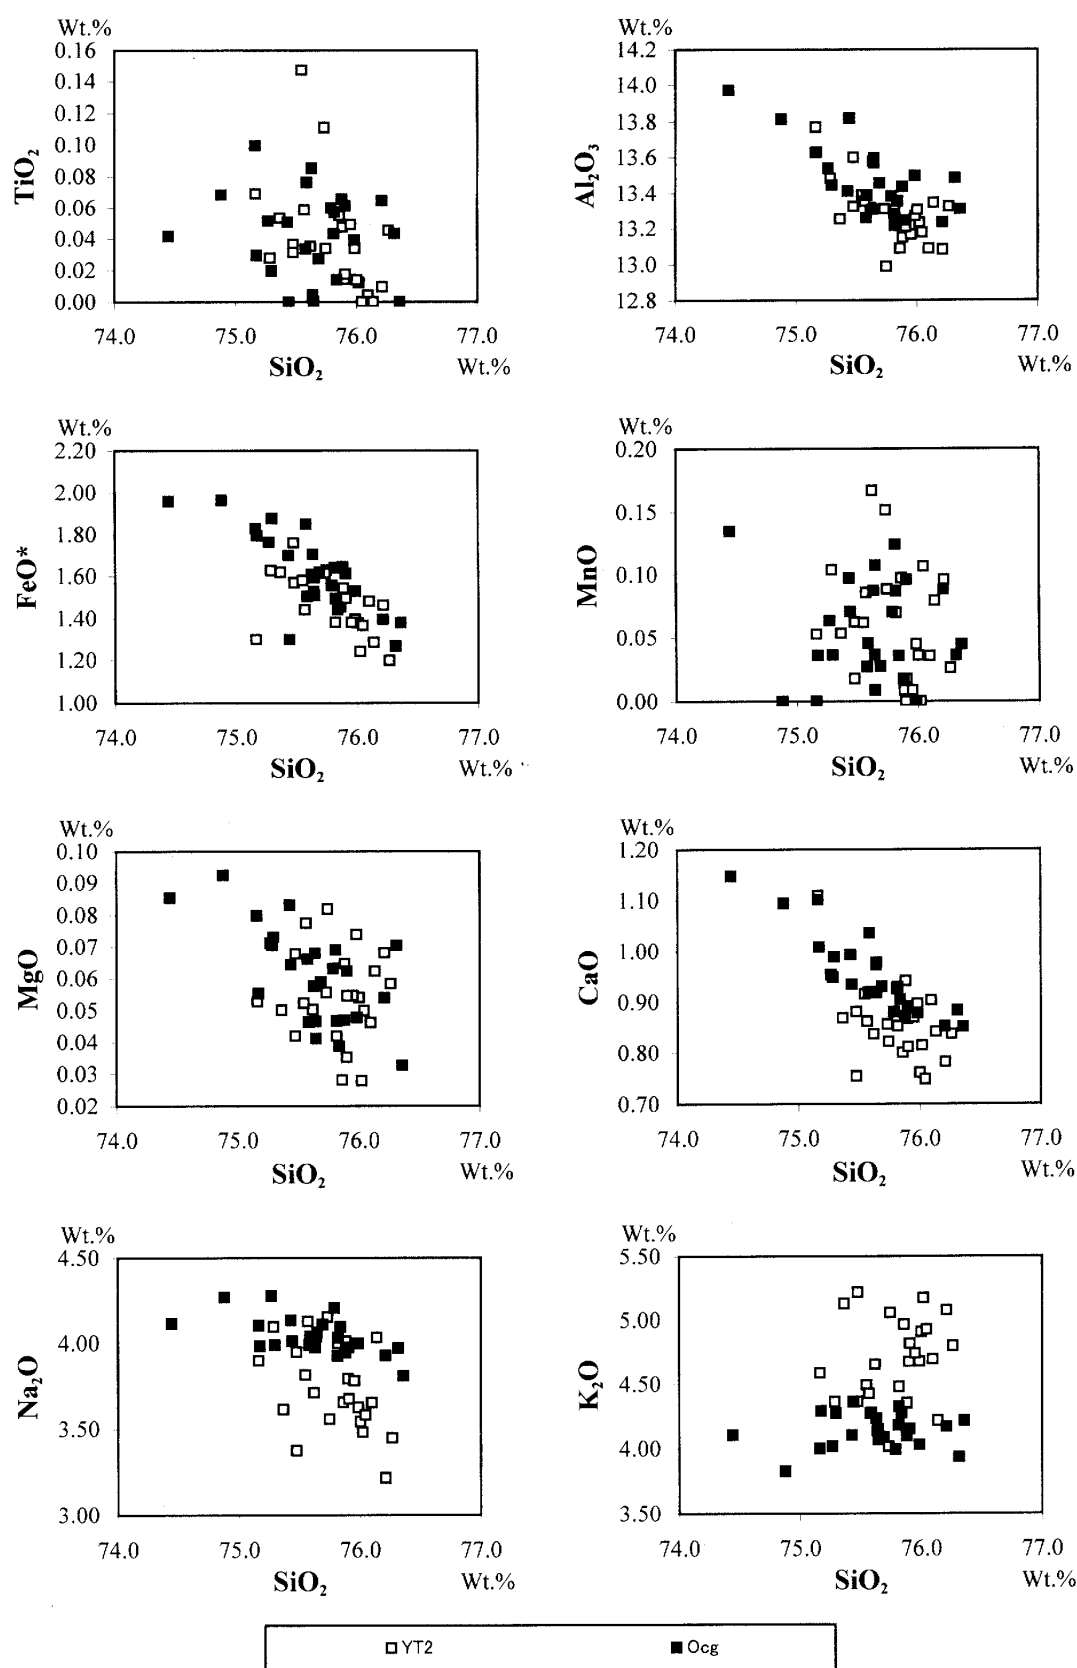 Wt.%
0.16
0.14
0.12
0.10
0.08
0.06
0.04
0.02
0.00
TiO₂
74.0 75.0 76.0 77.0
SiO₂ Wt.%
Wt.%
14.2
14.0
13.8
13.6
13.4
13.2
13.0
12.8
Al₂O₃
74.0 75.0 76.0 77.0
SiO₂ Wt.%
Wt.%
2.20
2.00
1.80
1.60
1.40
1.20
1.00
FeO*
74.0 75.0 76.0 77.0
SiO₂ Wt.%
Wt.%
0.20
0.15
0.10
0.05
0.00
MnO
74.0 75.0 76.0 77.0
SiO₂ Wt.%
Wt.%
0.10
0.09
0.08
0.07
0.06
0.05
0.04
0.03
0.02
MgO
74.0 75.0 76.0 77.0
SiO₂ Wt.%
Wt.%
1.20
1.10
1.00
0.90
0.80
0.70
CaO
74.0 75.0 76.0 77.0
SiO₂ Wt.%
Wt.%
4.50
4.00
3.50
3.00
Na₂O
74.0 75.0 76.0 77.0
SiO₂ Wt.%
Wt.%
5.50
5.00
4.50
4.00
3.50
K₂O
74.0 75.0 76.0 77.0
SiO₂ Wt.%
YT2 Ocg